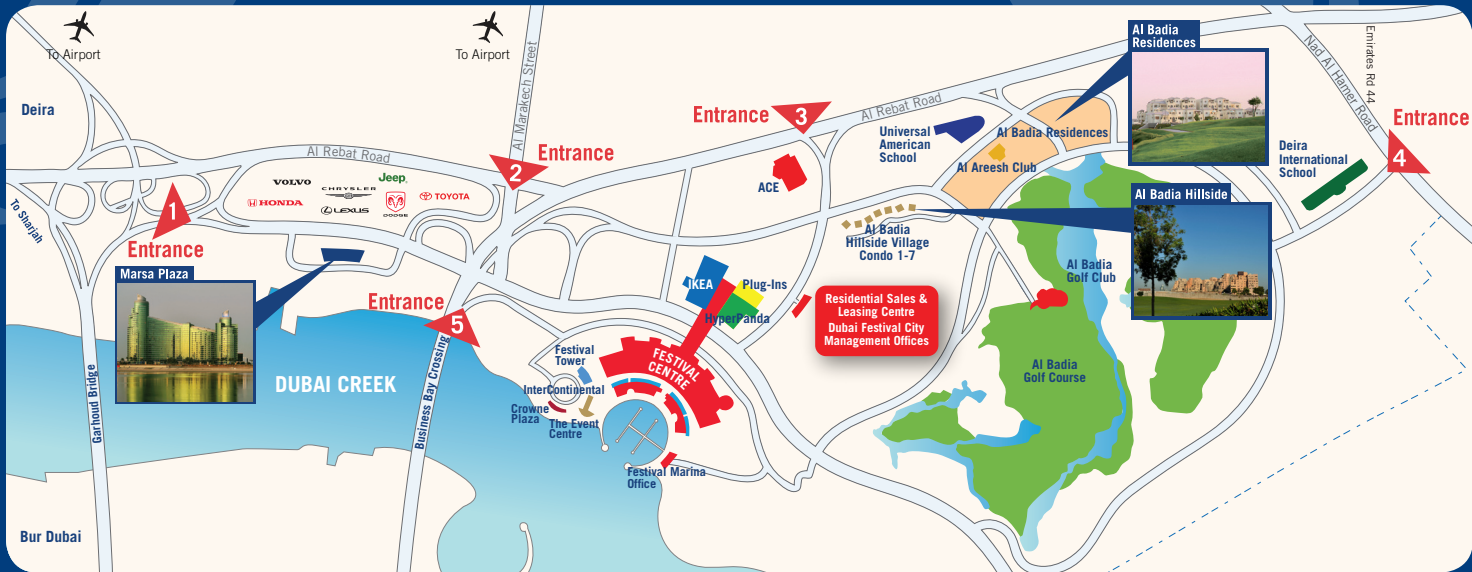 To Airport
To Airport
Al Marakech Street
Deira
Al Rebat Road
VOLVO
CHRYSLER
Jeep
HONDA
LEXUS
DODGE
TOYOTA
To Sharjah
1
Entrance
2
Entrance
Entrance
3
Al Rebat Road
Universal
American
School
ACE
Al Badia Residences
Al Areesh Club
Al Badia
Residences
Nad Al Hamer Road
Emirates Rd 44
Entrance
4
Deira
International
School
Al Badia Hillside
Al Badia
Hillside Village
Condo 1-7
Al Badia
Golf Club
Al Badia
Golf Course
Marsa Plaza
Entrance
5
Garhoud Bridge
DUBAI CREEK
Business Bay Crossing
IKEA
Plug-Ins
HyperPanda
Residential Sales &
Leasing Centre
Dubai Festival City
Management Offices
FESTIVAL
CENTRE
Festival
Tower
InterContinental
Crowne
Plaza
The Event
Centre
Festival Marina
Office
Bur Dubai